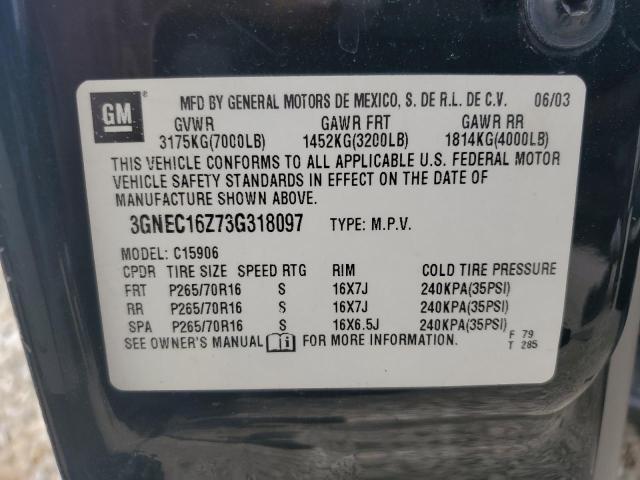 GM ® MFD BY GENERAL MOTORS DE MEXICO, S. DE R.L. DE C.V. 06/03
GVWR GAWR FRT GAWR RR
3175KG(7000LB) 1452KG(3200LB) 1814KG(4000LB)
THIS VEHICLE CONFORMS TO ALL APPLICABLE U.S. FEDERAL MOTOR
VEHICLE SAFETY STANDARDS IN EFFECT ON THE DATE OF
MANUFACTURE SHOWN ABOVE.
3GNEC16Z73G318097 TYPE: M.P.V.
MODEL: C15906
CPDR TIRE SIZE SPEED RTG RIM COLD TIRE PRESSURE
FRT P265/70R16 S 16X7J 240KPA(35PSI)
RR P265/70R16 S 16X7J 240KPA(35PSI)
SPA P265/70R16 S 16X6.5J 240KPA(35PSI)
SEE OWNER'S MANUAL i FOR MORE INFORMATION.
F 79
T 285